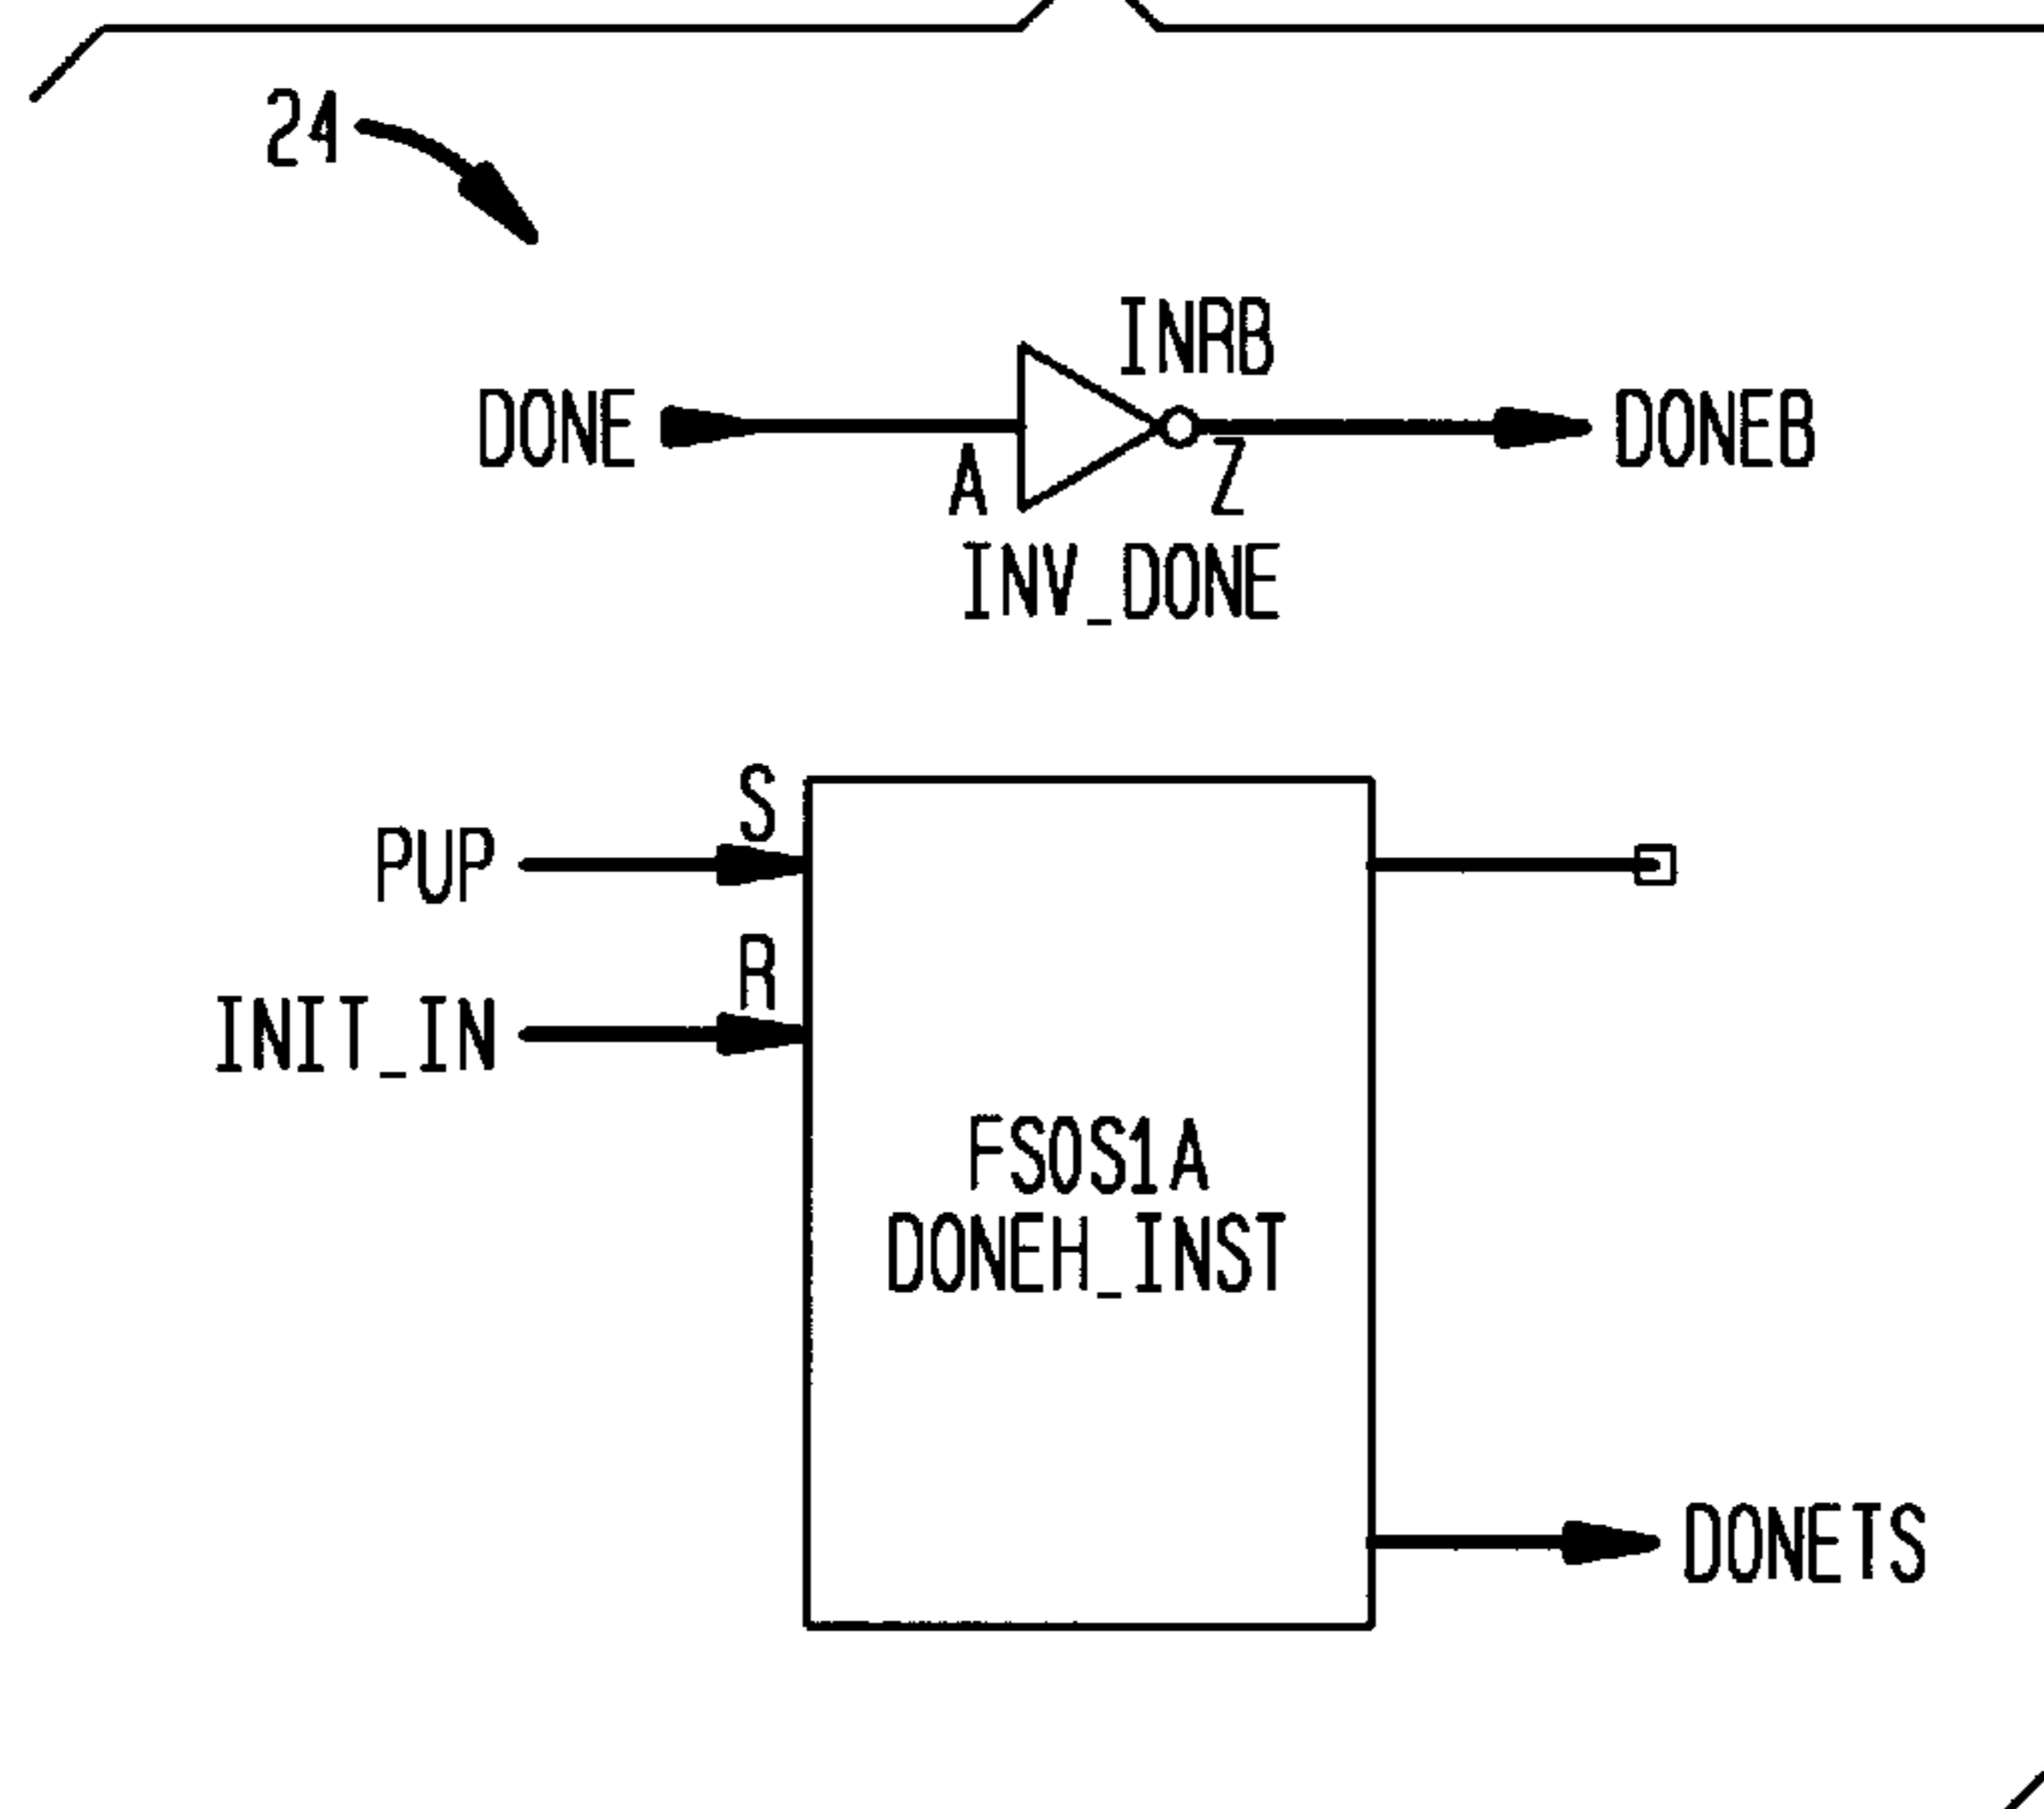 24
INRB
DONE
DONEB
A
Z
INV_DONE
S
PUP
R
INIT_IN
FS0S1A
DONEH_INST
DONETS